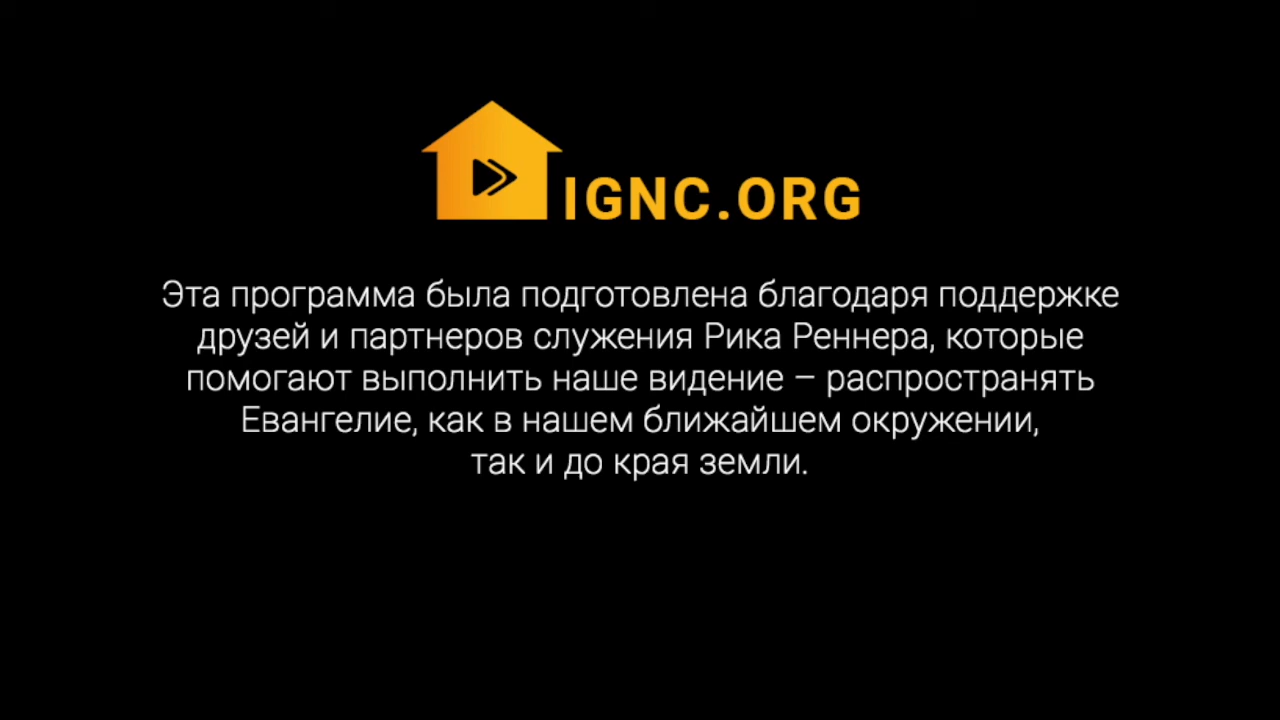 IGNC.ORG
Эта программа была подготовлена благодаря поддержке
друзей и партнеров служения Рика Реннера, которые
помогают выполнить наше видение – распространять
Евангелие, как в нашем ближайшем окружении,
так и до края земли.